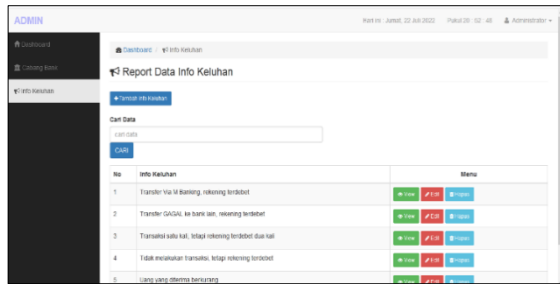 ADMIN
Hari ini : Jumat, 22 Juli 2022 Pukul 20 : 02 : 48 Administrator
Dashboard
Cabang Bank
Info Keluhan
Dashboard / Info Keluhan
Report Data Info Keluhan
+Tambah Info Keluhan
Cari Data
cari data
CARI
No Info Keluhan Menu
1 Transfer Via M Banking, rekening terdebet View Edit Hapus
2 Transfer GAGAL ke bank lain, rekening terdebet View Edit Hapus
3 Transaksi satu kali, tetapi rekening terdebet dua kali View Edit Hapus
4 Tidak melakukan transaksi, tetapi rekening terdebet View Edit Hapus
5 Uang yang diterima berkurang View Edit Hapus